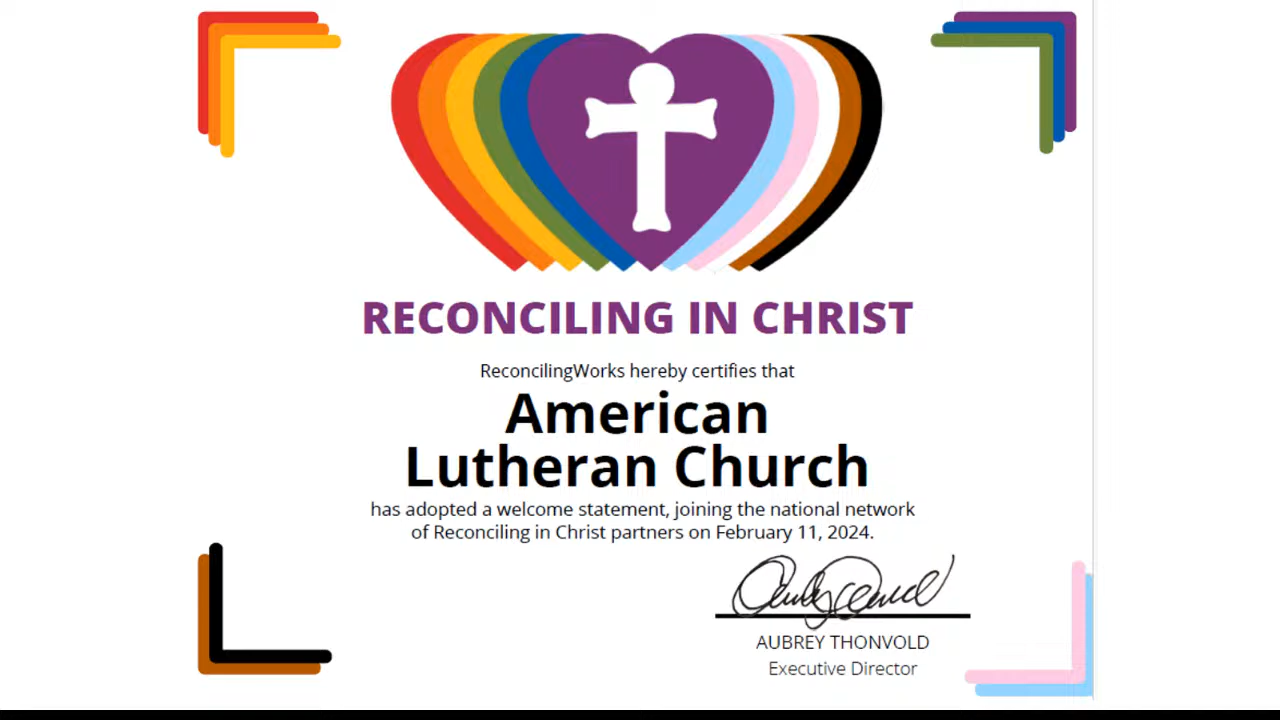 RECONCILING IN CHRIST
ReconcilingWorks hereby certifies that
American
Lutheran Church
has adopted a welcome statement, joining the national network
of Reconciling in Christ partners on February 11, 2024.
AUBREY THONVOLD
Executive Director